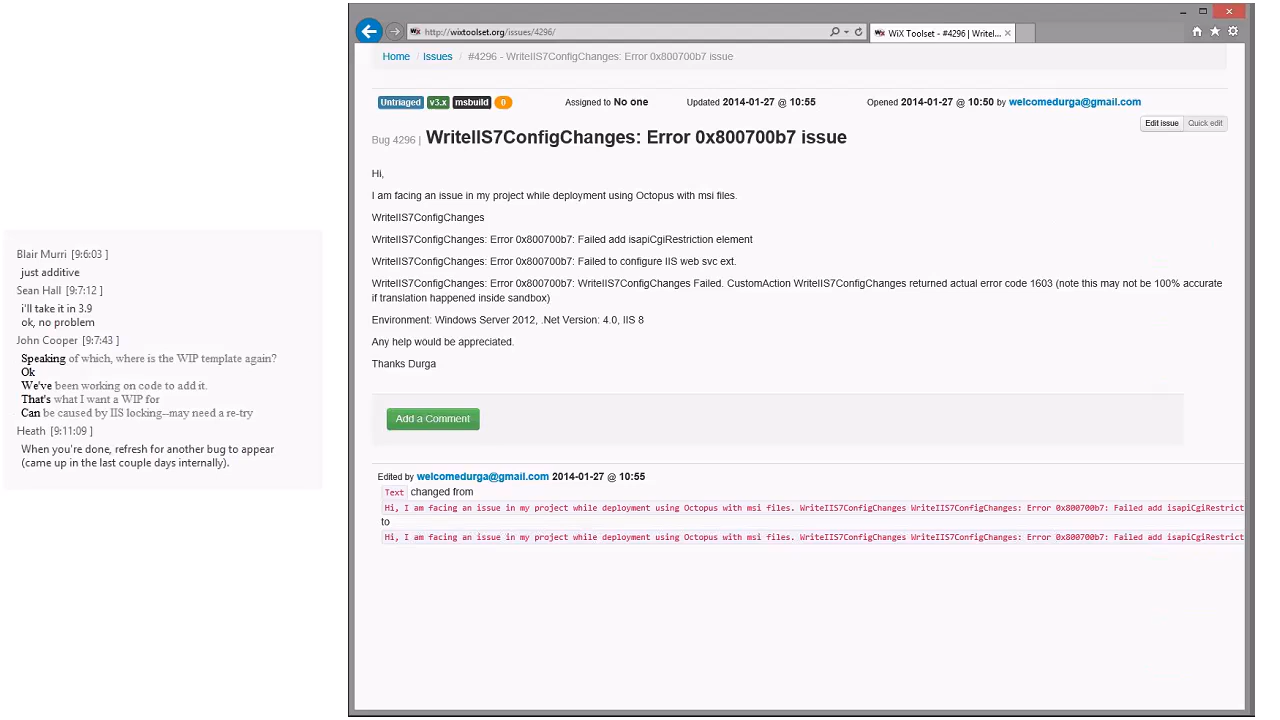 Blair Murri [9:6:03 ]
just additive
Sean Hall [9:7:12 ]
i'll take it in 3.9
ok, no problem
John Cooper [9:7:43 ]
Speaking of which, where is the WIP template again?
Ok
We've been working on code to add it.
That's what I want a WIP for
Can be caused by IIS locking--may need a re-try
Heath [9:11:09 ]
When you're done, refresh for another bug to appear
(came up in the last couple days internally).
http://wixtoolset.org/issues/4296/
WiX Toolset - #4296 | WriteI...
Home / Issues / #4296 - WriteIIS7ConfigChanges: Error 0x800700b7 issue
Untriaged v3.x msbuild 0 Assigned to No one Updated 2014-01-27 @ 10:55 Opened 2014-01-27 @ 10:50 by welcomedurga@gmail.com
Edit issue Quick edit
Bug 4296 | WriteIIS7ConfigChanges: Error 0x800700b7 issue
Hi,
I am facing an issue in my project while deployment using Octopus with msi files.
WriteIIS7ConfigChanges
WriteIIS7ConfigChanges: Error 0x800700b7: Failed add isapiCgiRestriction element
WriteIIS7ConfigChanges: Error 0x800700b7: Failed to configure IIS web svc ext.
WriteIIS7ConfigChanges: Error 0x800700b7: WriteIIS7ConfigChanges Failed. CustomAction WriteIIS7ConfigChanges returned actual error code 1603 (note this may not be 100% accurate
if translation happened inside sandbox)
Environment: Windows Server 2012, .Net Version: 4.0, IIS 8
Any help would be appreciated.
Thanks Durga
Add a Comment
Edited by welcomedurga@gmail.com 2014-01-27 @ 10:55
Text changed from
Hi, I am facing an issue in my project while deployment using Octopus with msi files. WriteIIS7ConfigChanges WriteIIS7ConfigChanges: Error 0x800700b7: Failed add isapiCgiRestrict
to
Hi, I am facing an issue in my project while deployment using Octopus with msi files. WriteIIS7ConfigChanges WriteIIS7ConfigChanges: Error 0x800700b7: Failed add isapiCgiRestrict